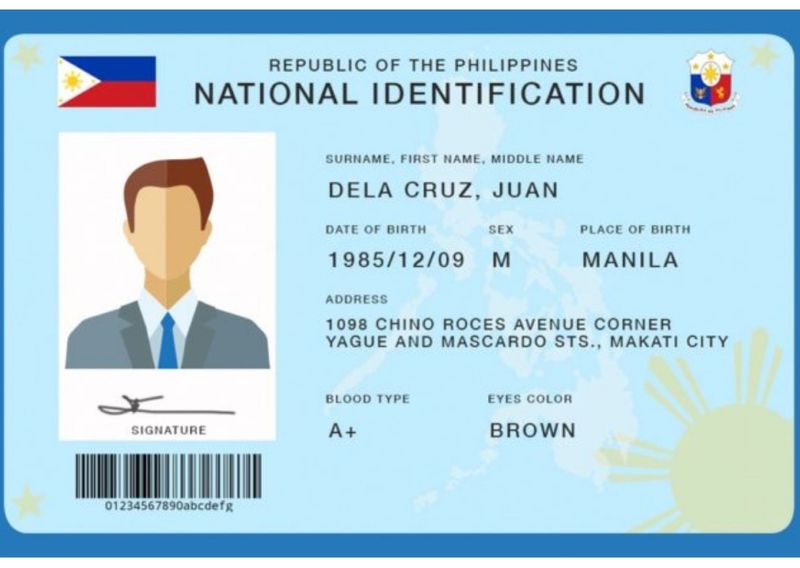 REPUBLIC OF THE PHILIPPINES
NATIONAL IDENTIFICATION
SURNAME, FIRST NAME, MIDDLE NAME
DELA CRUZ, JUAN
DATE OF BIRTH SEX PLACE OF BIRTH
1985/12/09 M MANILA
ADDRESS
1098 CHINO ROCES AVENUE CORNER
YAGUE AND MASCARDO STS., MAKATI CITY
BLOOD TYPE EYES COLOR
A+ BROWN
SIGNATURE
01234567890abcdefg